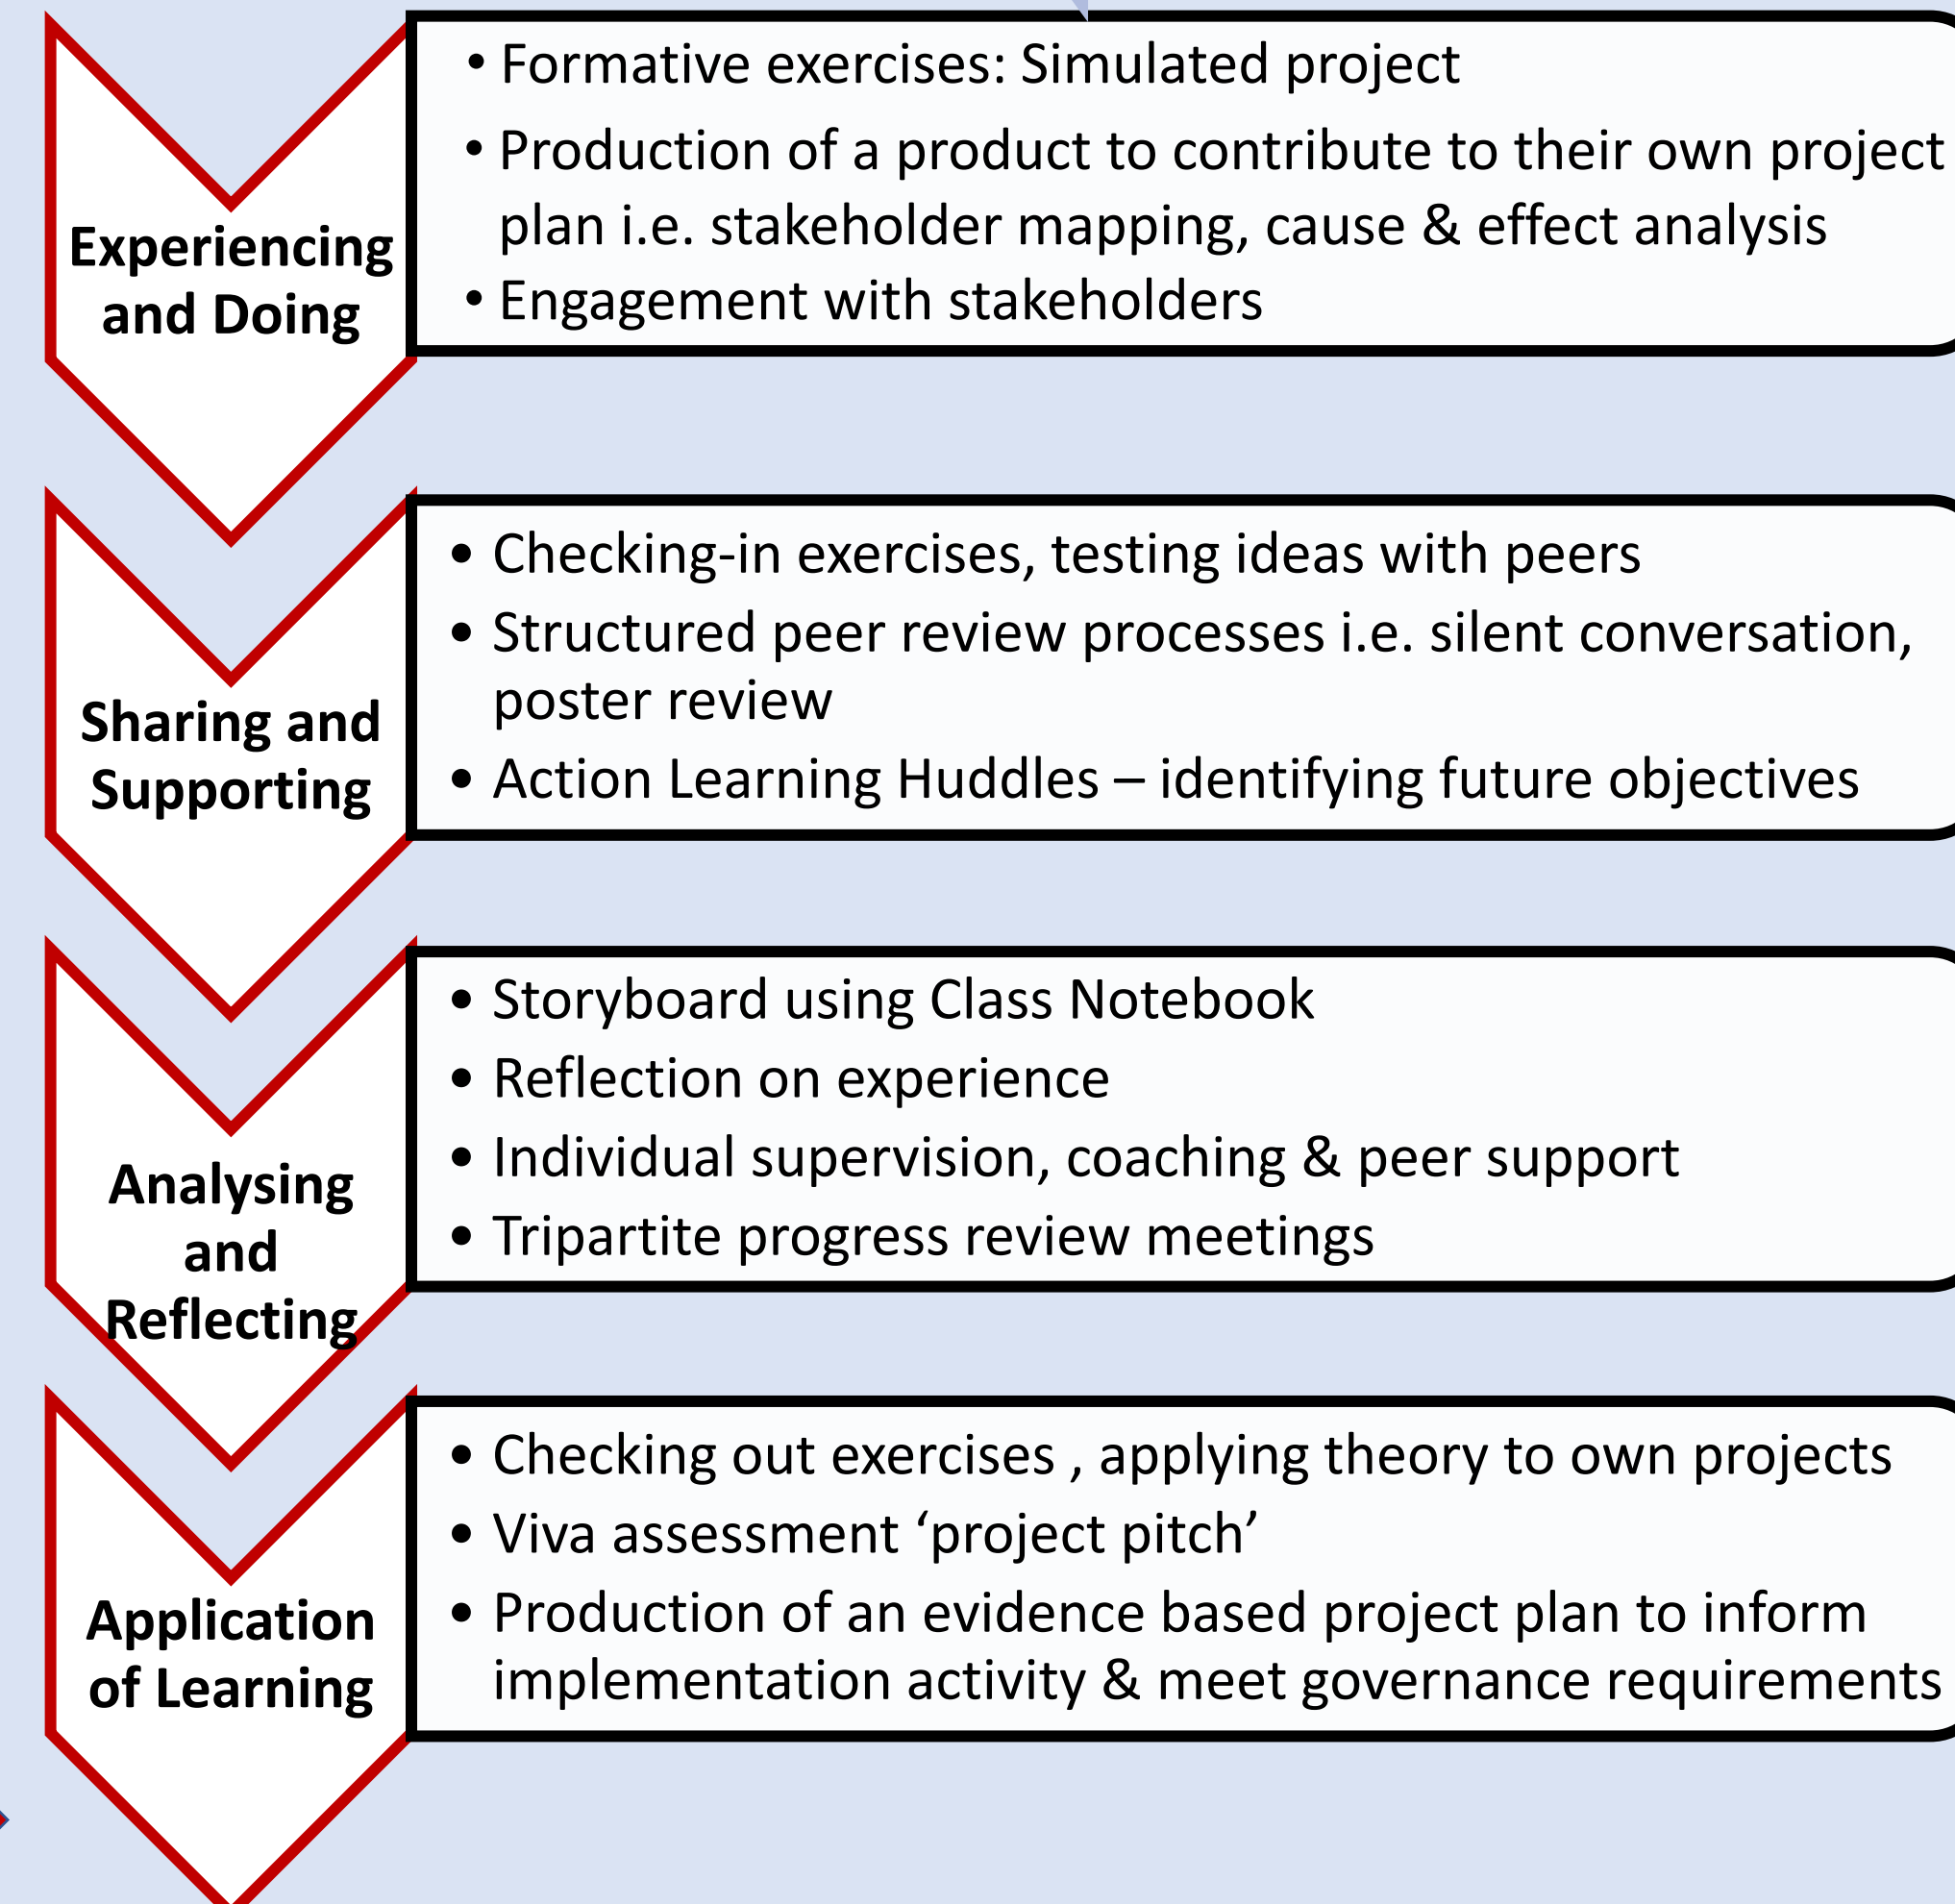 Experiencing
and Doing
• Formative exercises: Simulated project
• Production of a product to contribute to their own project
plan i.e. stakeholder mapping, cause & effect analysis
• Engagement with stakeholders
Sharing and
Supporting
• Checking-in exercises, testing ideas with peers
• Structured peer review processes i.e. silent conversation,
poster review
• Action Learning Huddles – identifying future objectives
Analysing
and
Reflecting
• Storyboard using Class Notebook
• Reflection on experience
• Individual supervision, coaching & peer support
• Tripartite progress review meetings
Application
of Learning
• Checking out exercises , applying theory to own projects
• Viva assessment ‘project pitch’
• Production of an evidence based project plan to inform
implementation activity & meet governance requirements